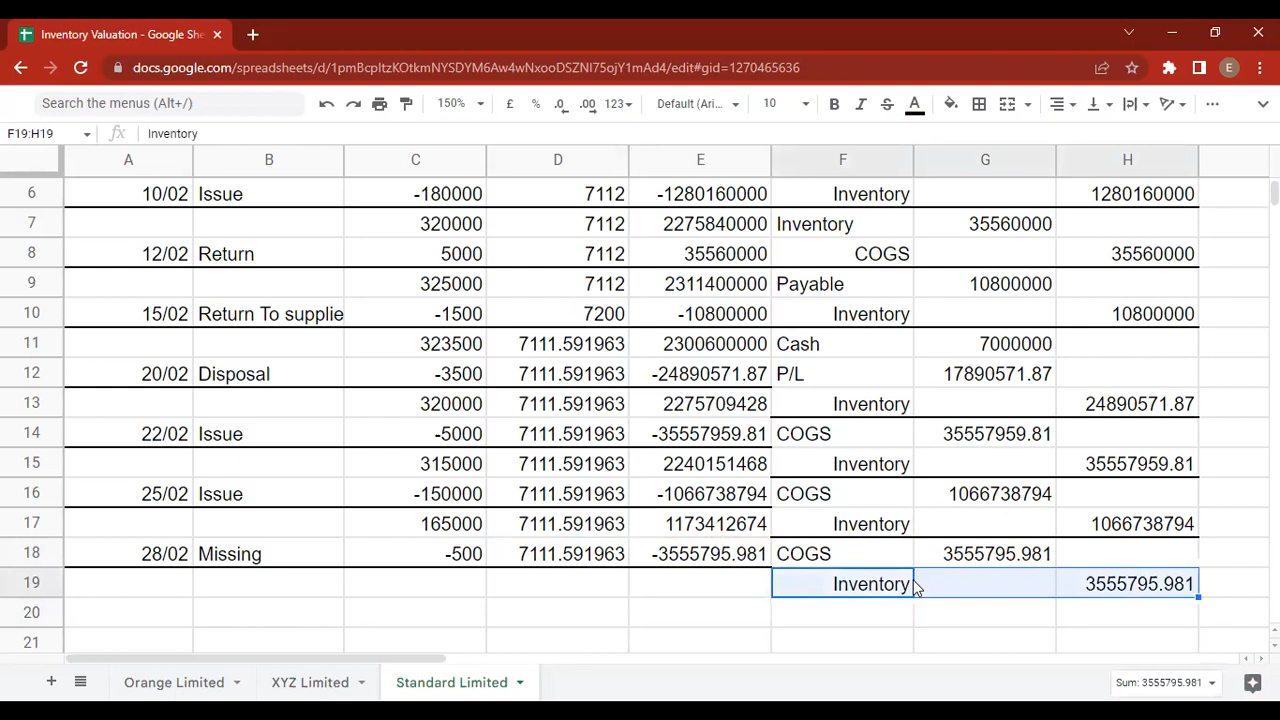 Inventory Valuation - Google She
docs.google.com/spreadsheets/d/1pmBcpltzKOtkmNYSDYM6Aw4wNxooDSZNI75ojY1mAd4/edit#gid=1270465636
E
Search the menus (Alt+/) 150% £ % .0 .00 123 Default (Ari... 10 B I S A
F19:H19 fx Inventory
A B C D E F G H
6 10/02 Issue -180000 7112 -1280160000 Inventory 1280160000
7 320000 7112 2275840000 Inventory 35560000
8 12/02 Return 5000 7112 35560000 COGS 35560000
9 325000 7112 2311400000 Payable 10800000
10 15/02 Return To supplie -1500 7200 -10800000 Inventory 10800000
11 323500 7111.591963 2300600000 Cash 7000000
12 20/02 Disposal -3500 7111.591963 -24890571.87 P/L 17890571.87
13 320000 7111.591963 2275709428 Inventory 24890571.87
14 22/02 Issue -5000 7111.591963 -35557959.81 COGS 35557959.81
15 315000 7111.591963 2240151468 Inventory 35557959.81
16 25/02 Issue -150000 7111.591963 -1066738794 COGS 1066738794
17 165000 7111.591963 1173412674 Inventory 1066738794
18 28/02 Missing -500 7111.591963 -3555795.981 COGS 3555795.981
19 Inventory 3555795.981
20
21
Orange Limited XYZ Limited Standard Limited Sum: 3555795.981